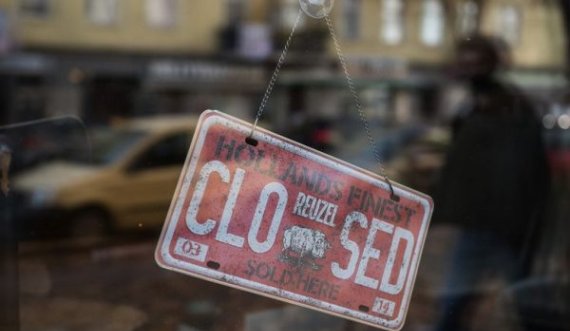 HOLLANDS FINEST
CLO REUZEL SED
SOLD HERE
03 14